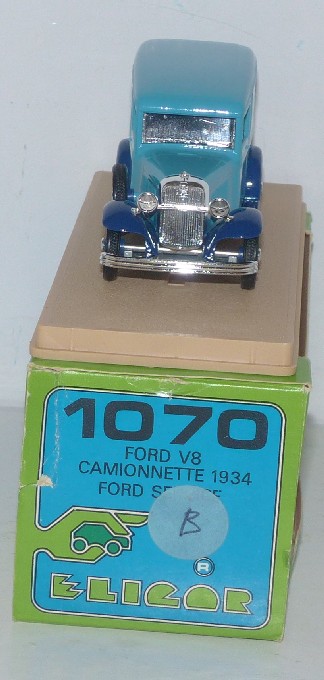 1070
FORD V8
CAMIONNETTE 1934
FORD
B
R
ELIGOR